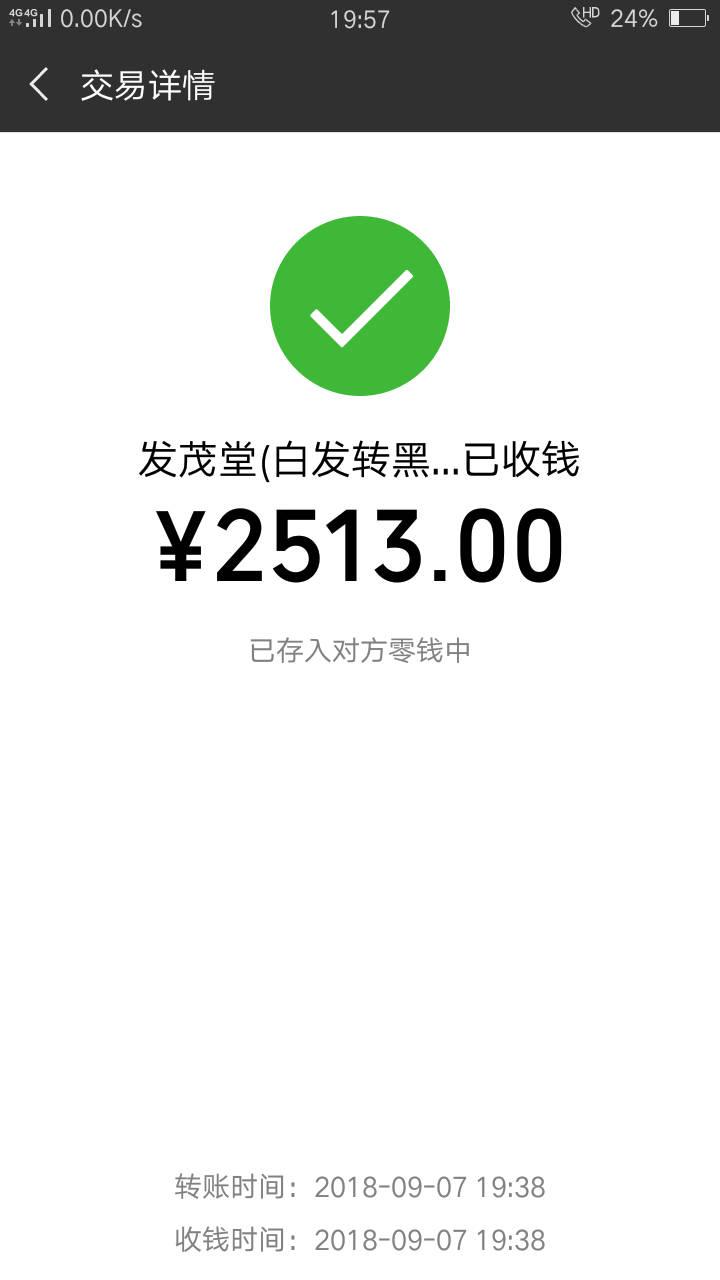 4G 4G 0.00K/s 19:57 HD 24%
交易详情
发茂堂(白发转黑...已收钱
¥2513.00
已存入对方零钱中
转账时间：2018-09-07 19:38
收钱时间：2018-09-07 19:38